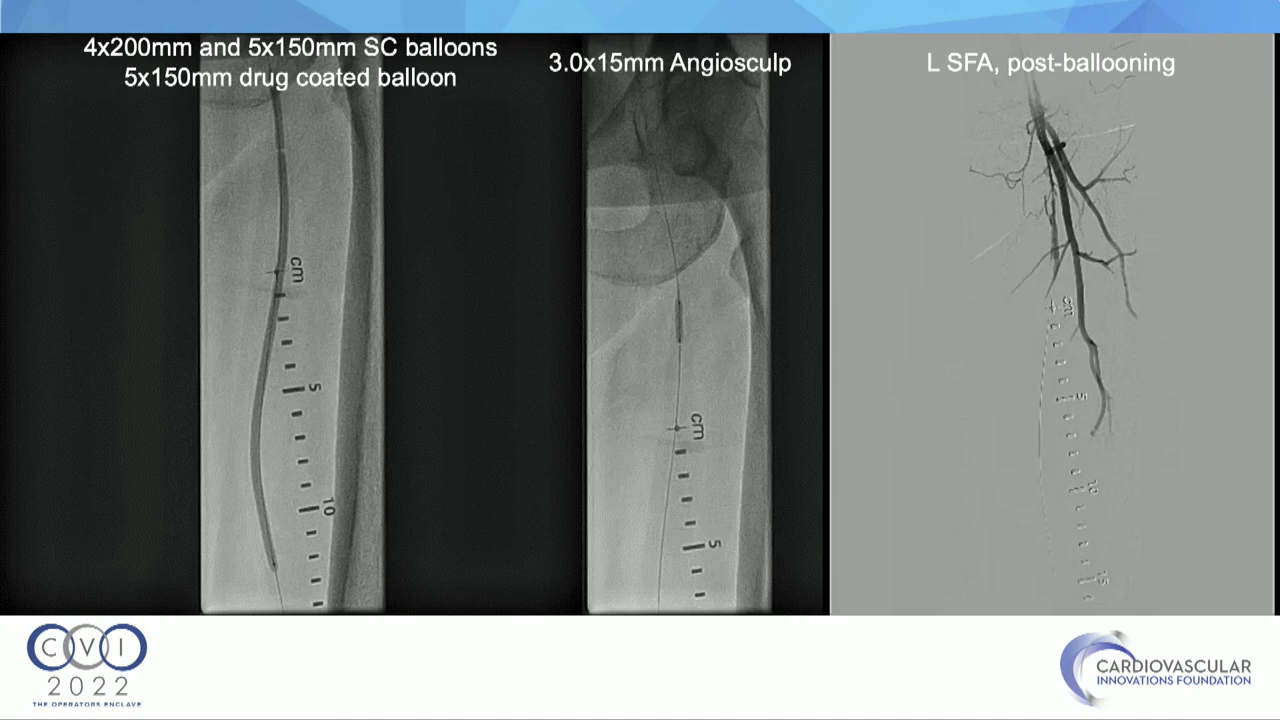 4x200mm and 5x150mm SC balloons
5x150mm drug coated balloon
3.0x15mm Angiosculp
L SFA, post-ballooning
cm
5
10
cm
5
cm
5
10
15
CVI
2022
THE OPERATORS ENCLAVE
CARDIOVASCULAR
INNOVATIONS FOUNDATION